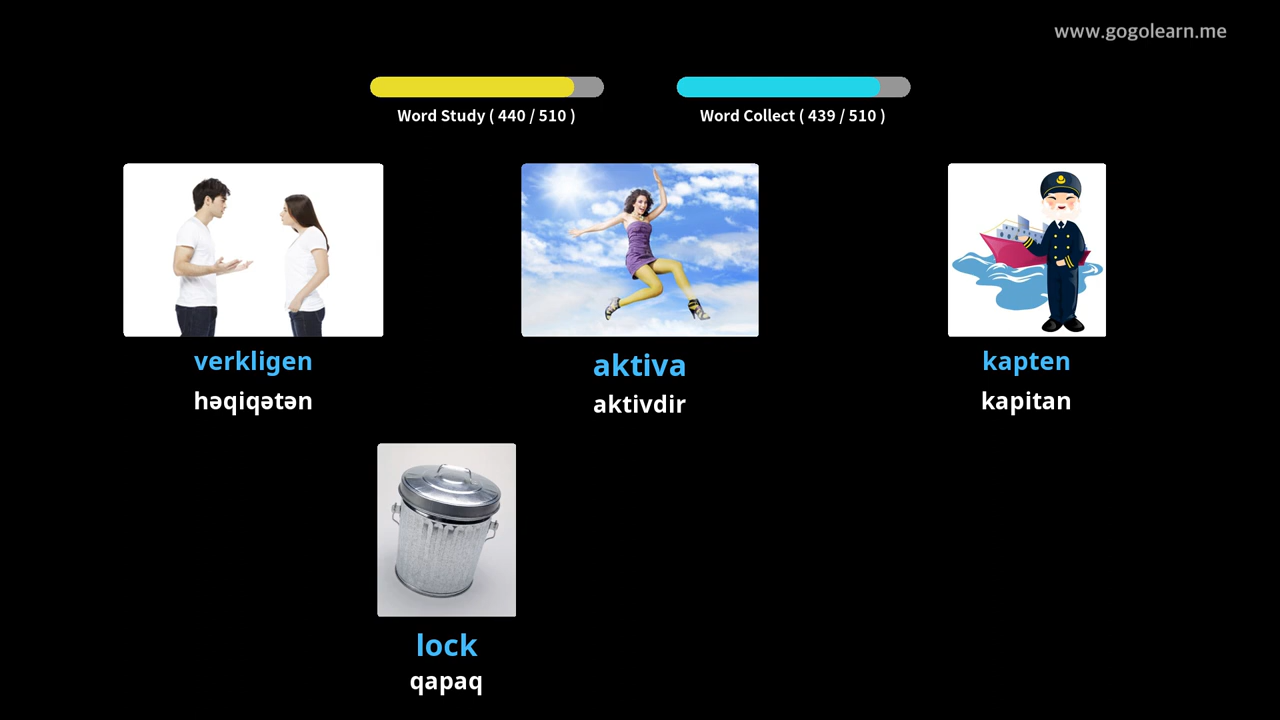 www.gogolearn.me
Word Study ( 440 / 510 )
Word Collect ( 439 / 510 )
verkligen
həqiqətən
aktiva
aktivdir
kapten
kapitan
lock
qapaq